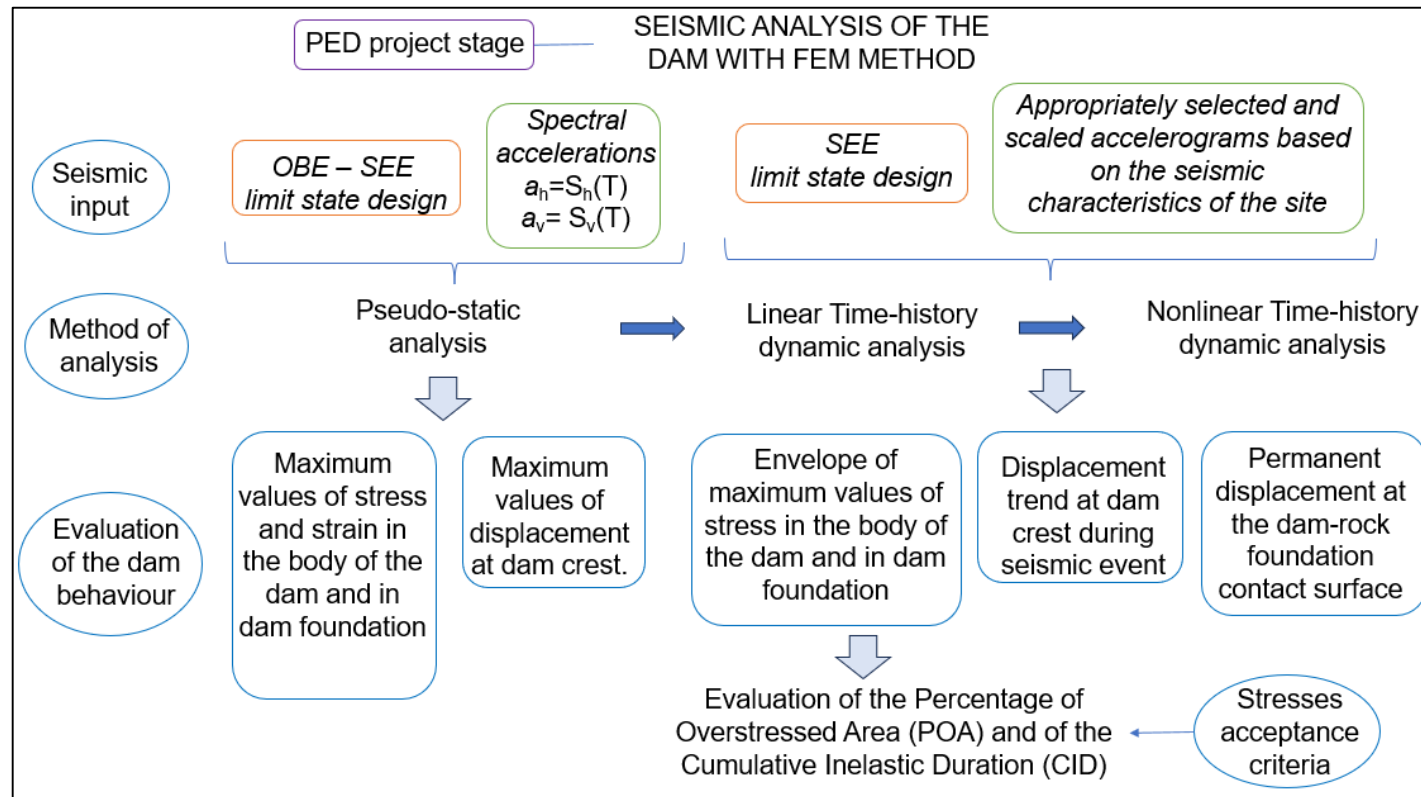 PED project stage
SEISMIC ANALYSIS OF THE
DAM WITH FEM METHOD
Seismic
input
OBE – SEE
limit state design
Spectral
accelerations
aₕ=Sₕ(T)
aᵥ= Sᵥ(T)
SEE
limit state design
Appropriately selected and
scaled accelerograms based
on the seismic
characteristics of the site
Method of
analysis
Pseudo-static
analysis
Linear Time-history
dynamic analysis
Nonlinear Time-history
dynamic analysis
Evaluation
of the dam
behaviour
Maximum
values of stress
and strain in
the body of the
dam and in
dam foundation
Maximum
values of
displacement
at dam crest.
Envelope of
maximum values of
stress in the body of
the dam and in dam
foundation
Displacement
trend at dam
crest during
seismic event
Permanent
displacement at
the dam-rock
foundation
contact surface
Evaluation of the Percentage of
Overstressed Area (POA) and of the
Cumulative Inelastic Duration (CID)
Stresses
acceptance
criteria